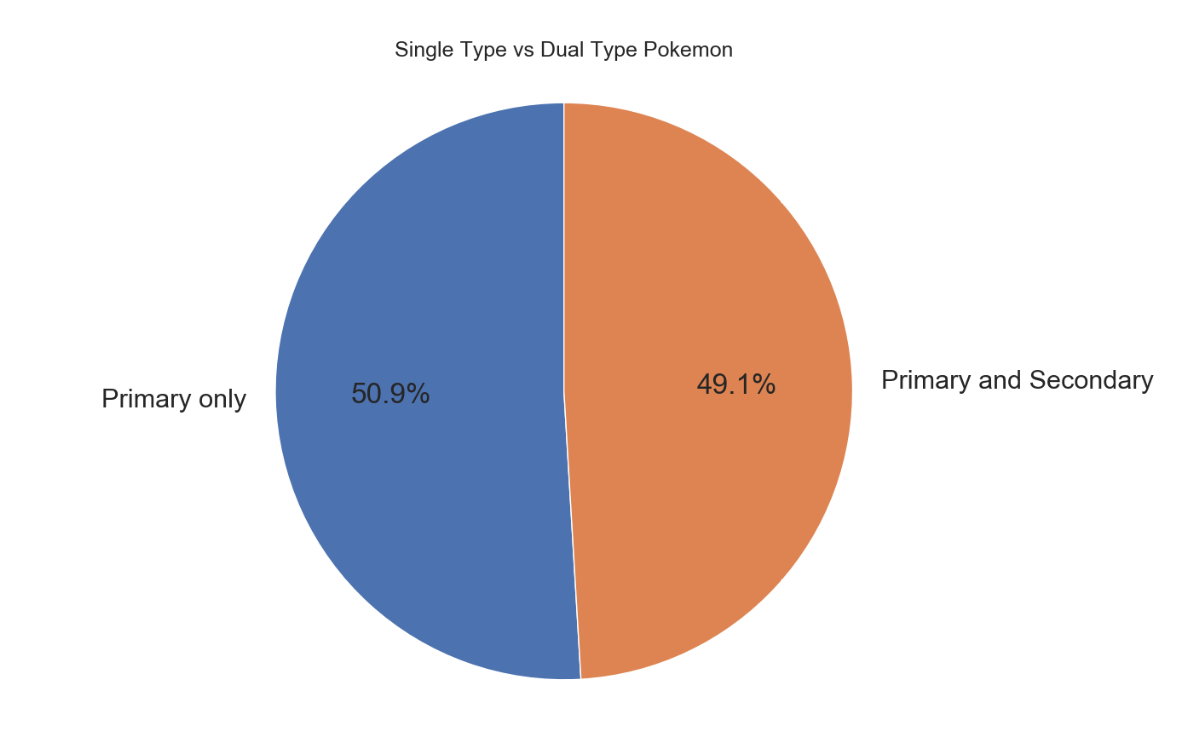 Single Type vs Dual Type Pokemon
Primary only
50.9%
49.1%
Primary and Secondary